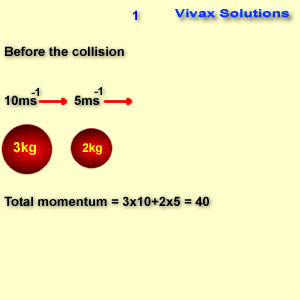 1 Vivax Solutions
Before the collision
10ms-1 5ms-1
3kg 2kg
Total momentum = 3x10+2x5 = 40